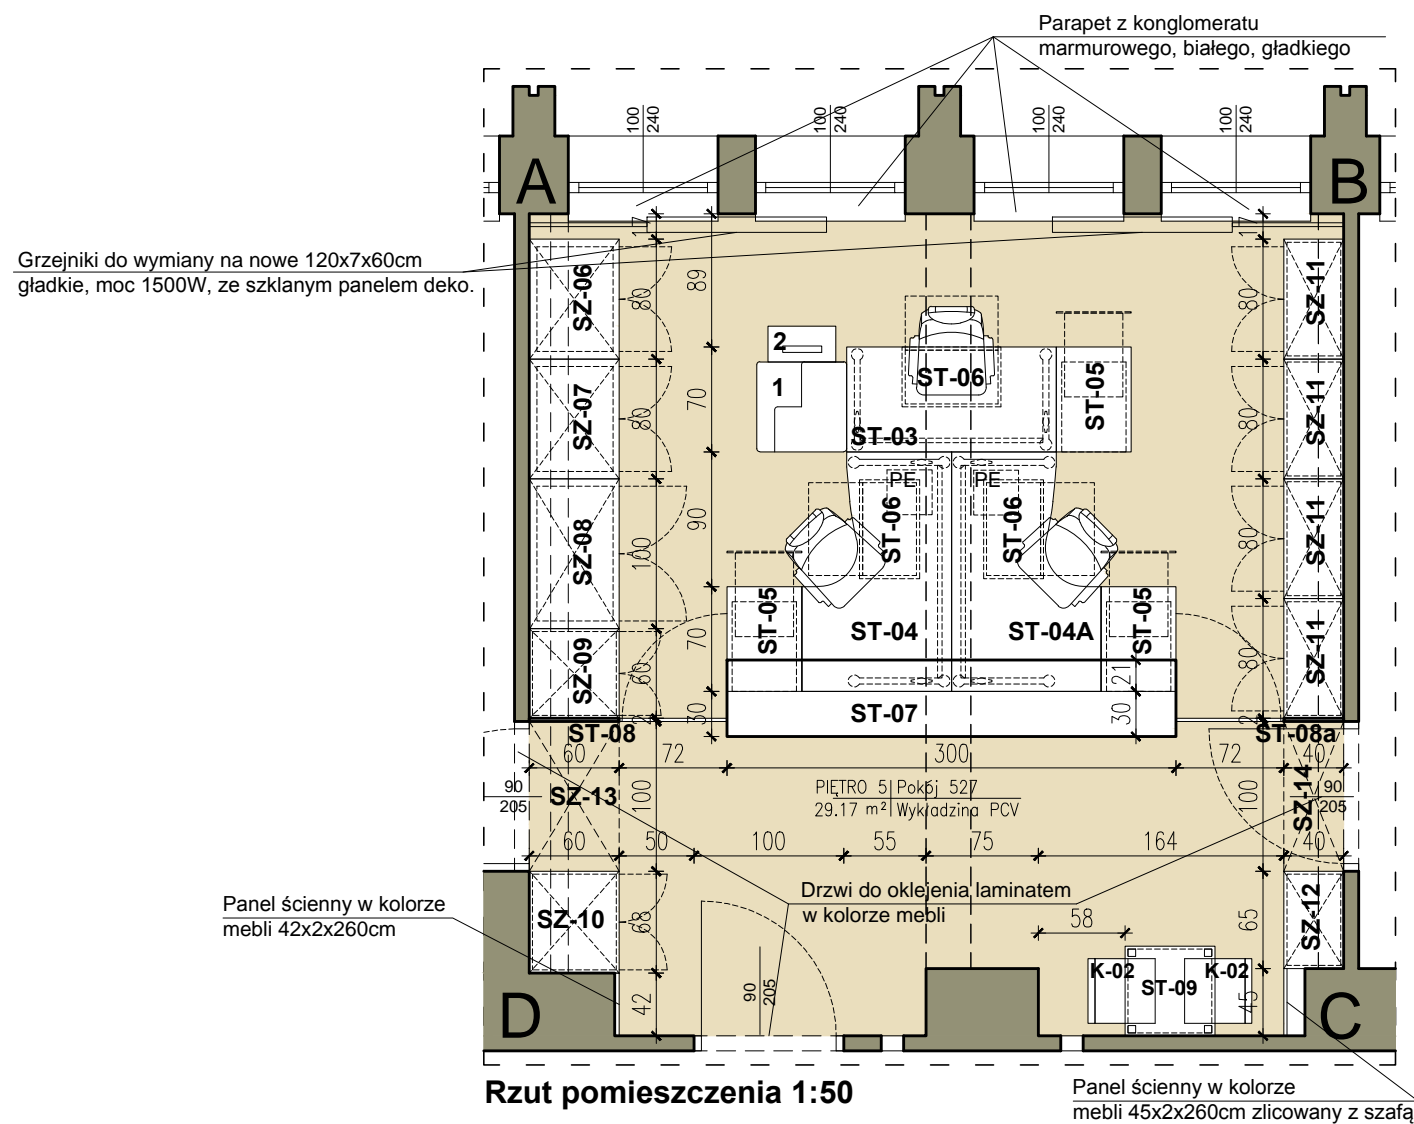 Parapet z konglomeratu
marmurowego, białego, gładkiego
100
240
100
240
100
240
100
240
A
B
Grzejniki do wymiany na nowe 120x7x60cm
gładkie, moc 1500W, ze szklanym panelem deko.
17
17
SZ-06
80
89
2
1
ST-06
ST-05
80
SZ-11
SZ-07
80
70
ST-03
80
SZ-11
PE
PE
SZ-08
100
90
ST-06
ST-06
80
SZ-11
SZ-09
60
70
ST-05
ST-04
ST-04A
ST-05
80
SZ-11
21
2
30
ST-07
30
2
ST-08
ST-08a
60
72
300
72
40
90
205
SZ-13
100
PIĘTRO 5
Pokój 527
29.17 m²
Wykładzina PCV
100
SZ-14
90
205
60
50
100
55
75
164
40
Panel ścienny w kolorze
mebli 42x2x260cm
Drzwi do oklejenia laminatem
w kolorze mebli
SZ-10
68
58
65
SZ-12
D
42
90
205
K-02
ST-09
K-02
45
C
Rzut pomieszczenia 1:50
Panel ścienny w kolorze
mebli 45x2x260cm zlicowany z szafą